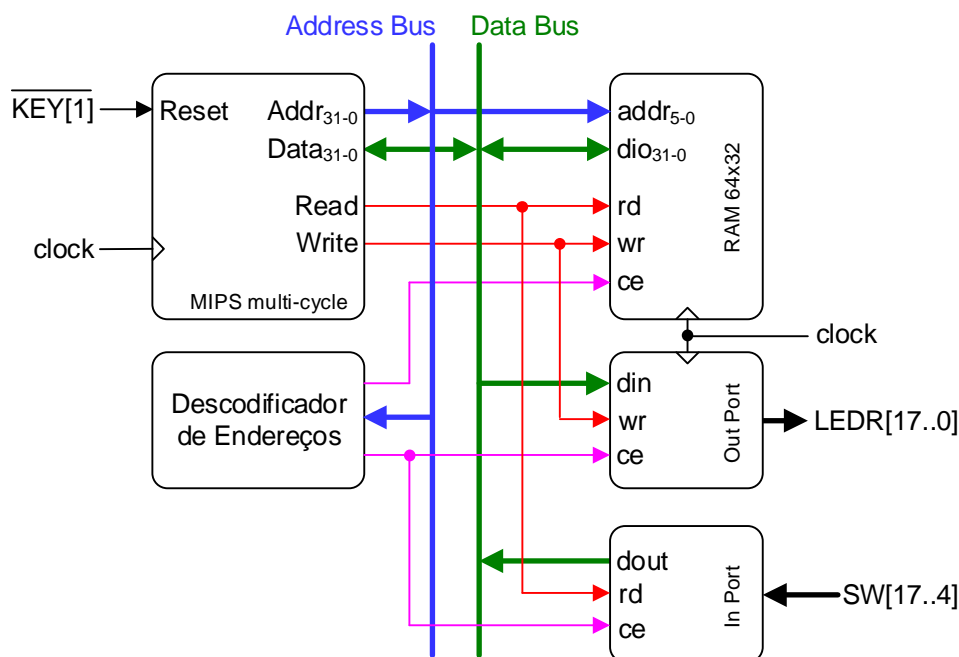 Address Bus
Data Bus
KEY[1]
Reset
Addr31-0
Data31-0
Read
Write
clock
MIPS multi-cycle
addr5-0
dio31-0
rd
wr
ce
RAM 64x32
clock
Descodificador
de Endereços
din
wr
ce
Out Port
LEDR[17..0]
dout
rd
ce
In Port
SW[17..4]